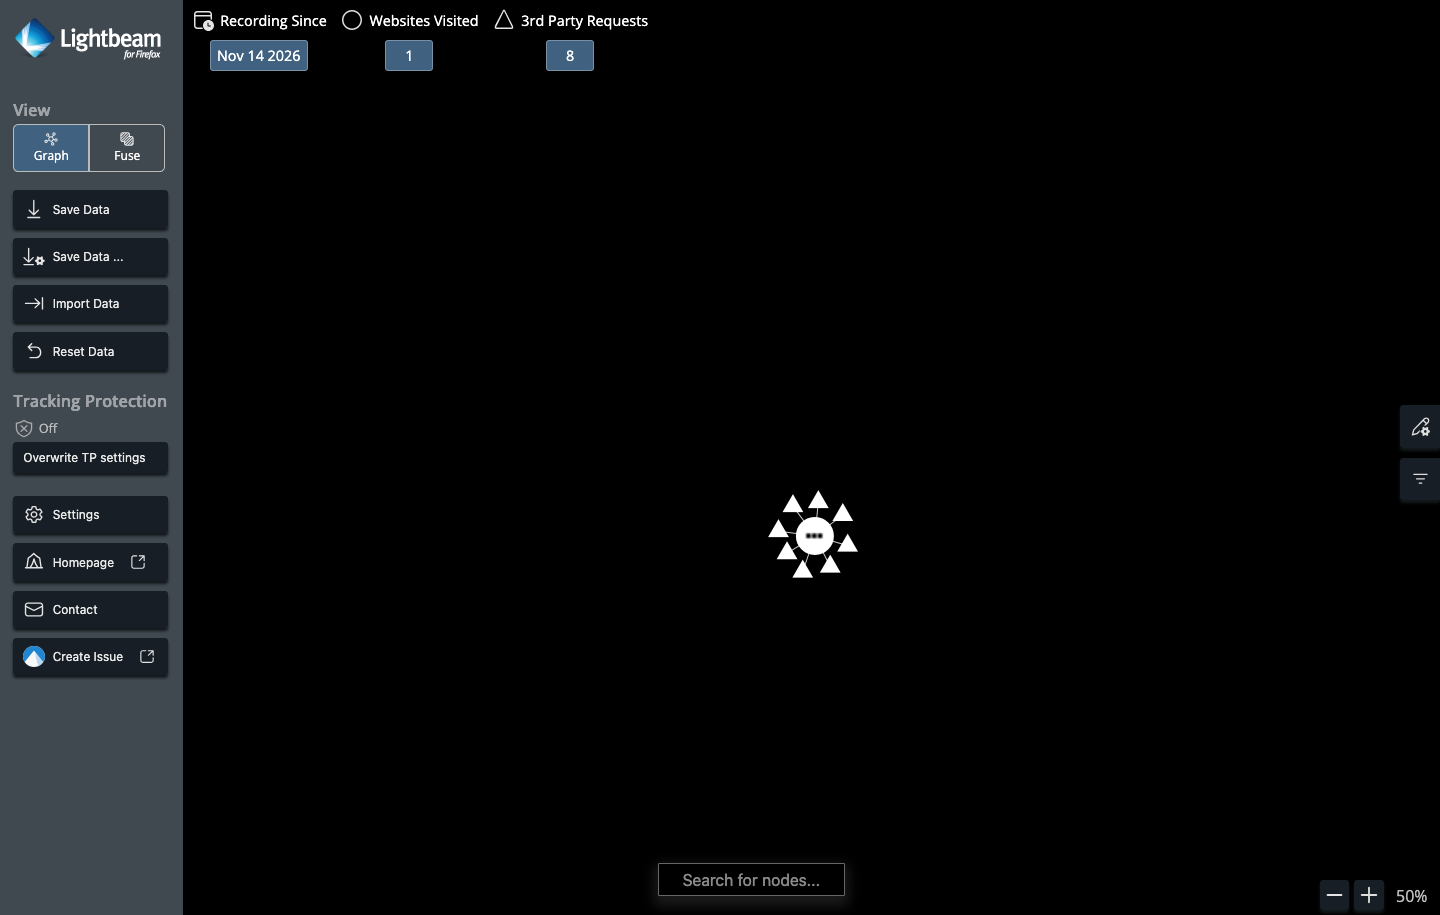 Lightbeam
for Firefox
Recording Since
Websites Visited
3rd Party Requests
Nov 14 2026
1
8
View
Graph
Fuse
Save Data
Save Data ...
Import Data
Reset Data
Tracking Protection
Off
Overwrite TP settings
Settings
Homepage
Contact
Create Issue
Search for nodes...
50%